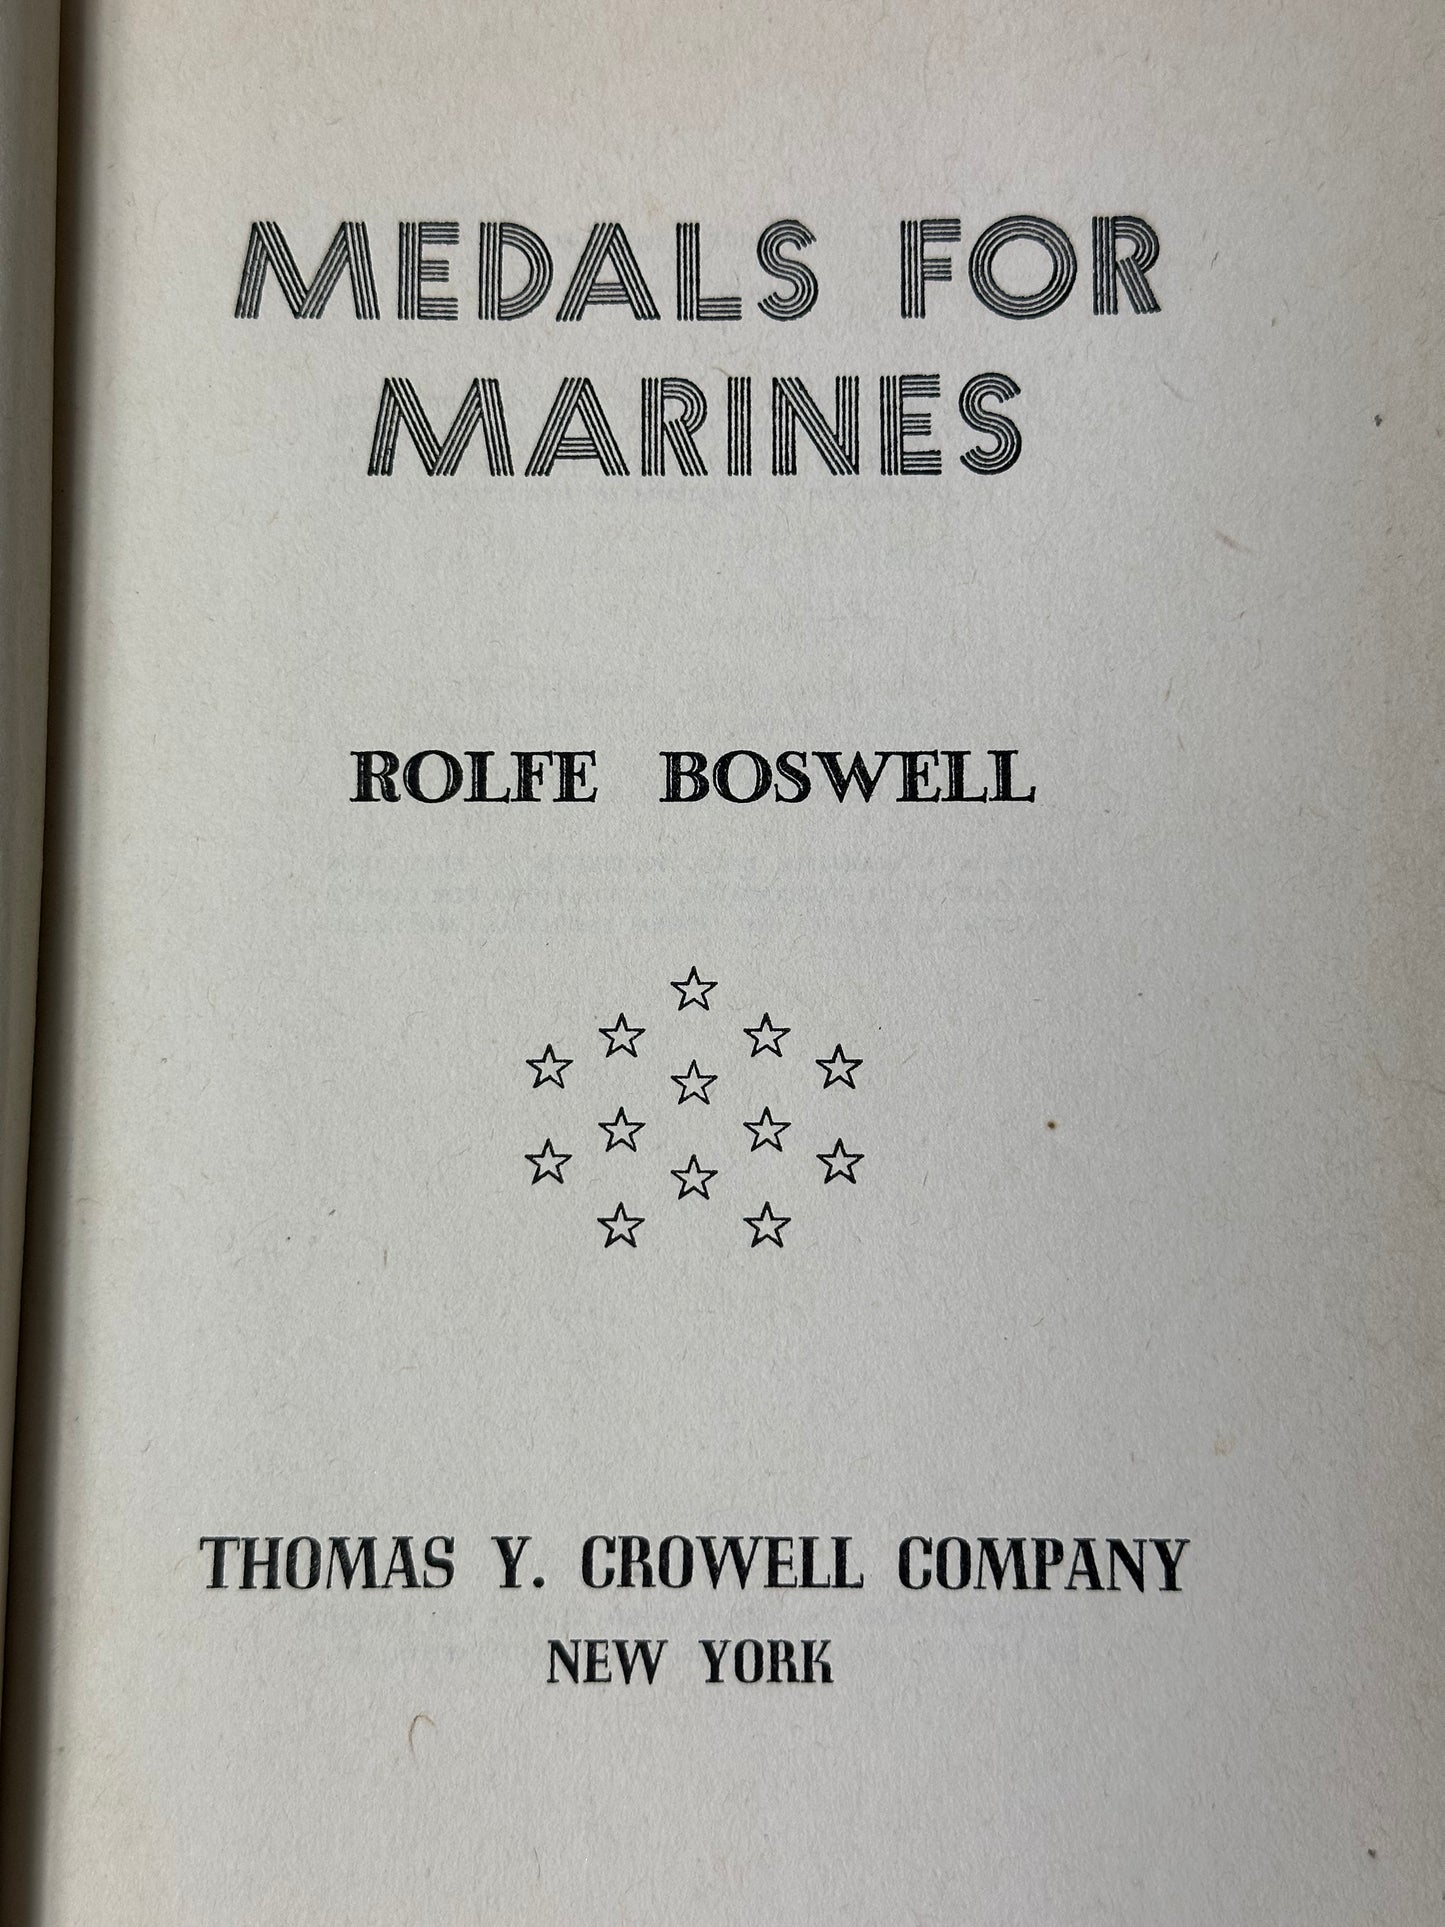 MEDALS FOR
MARINES
ROLFE BOSWELL
THOMAS Y. CROWELL COMPANY
NEW YORK